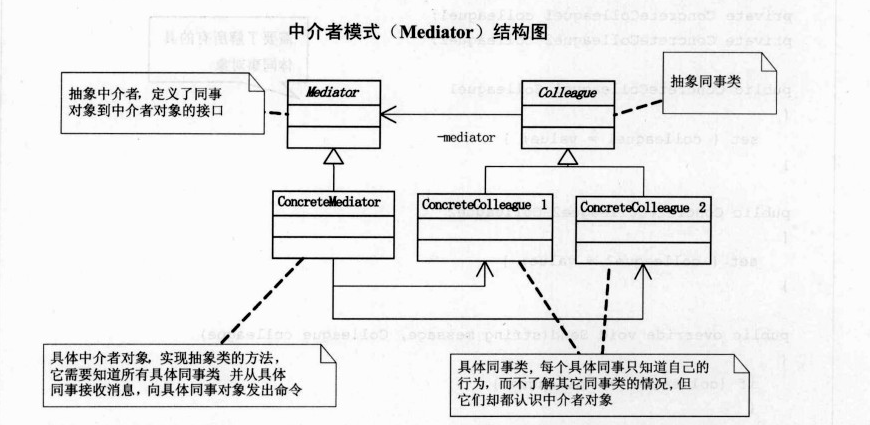 中介者模式（Mediator）结构图
抽象中介者, 定义了同事
对象到中介者对象的接口
Mediator
Colleague
抽象同事类
-mediator
ConcreteMediator
ConcreteColleague 1
ConcreteColleague 2
具体中介者对象, 实现抽象类的方法,
它需要知道所有具体同事类 并从具体
同事接收消息, 向具体同事对象发出命令
具体同事类, 每个具体同事只知道自己的
行为, 而不了解其它同事类的情况, 但
它们却都认识中介者对象